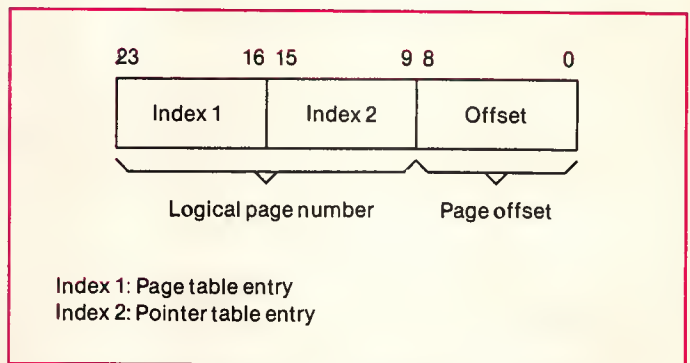 23 16 15 9 8 0
Index 1 Index 2 Offset
Logical page number Page offset
Index 1: Page table entry
Index 2: Pointer table entry